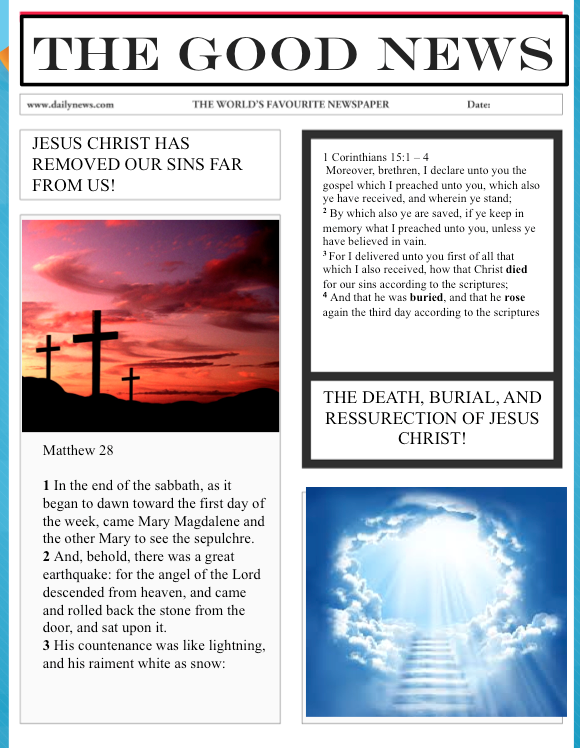 THE GOOD NEWS
www.dailynews.com THE WORLD'S FAVOURITE NEWSPAPER Date:
JESUS CHRIST HAS
REMOVED OUR SINS FAR
FROM US!
Matthew 28
1 In the end of the sabbath, as it
began to dawn toward the first day of
the week, came Mary Magdalene and
the other Mary to see the sepulchre.
2 And, behold, there was a great
earthquake: for the angel of the Lord
descended from heaven, and came
and rolled back the stone from the
door, and sat upon it.
3 His countenance was like lightning,
and his raiment white as snow:
1 Corinthians 15:1 – 4
Moreover, brethren, I declare unto you the
gospel which I preached unto you, which also
ye have received, and wherein ye stand;
2 By which also ye are saved, if ye keep in
memory what I preached unto you, unless ye
have believed in vain.
3 For I delivered unto you first of all that
which I also received, how that Christ died
for our sins according to the scriptures;
4 And that he was buried, and that he rose
again the third day according to the scriptures
THE DEATH, BURIAL, AND
RESSURECTION OF JESUS
CHRIST!